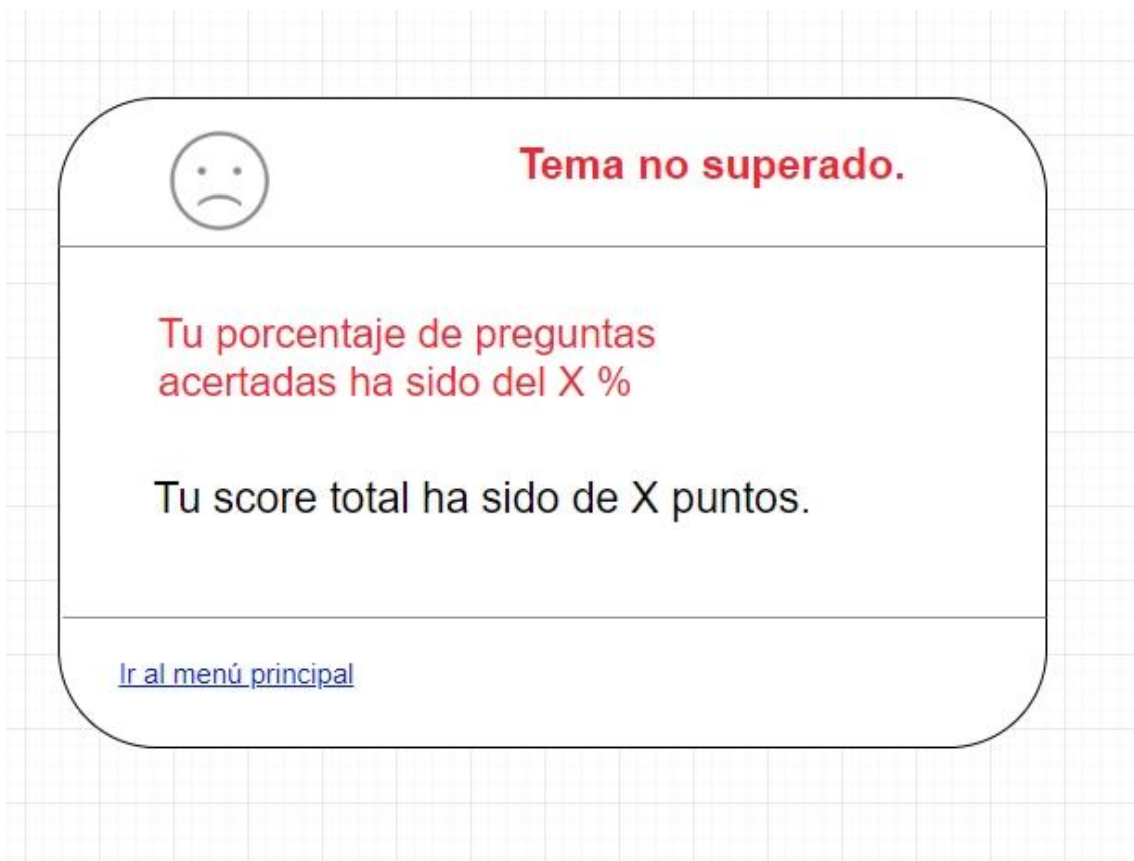 Tema no superado.
Tu porcentaje de preguntas
acertadas ha sido del X %
Tu score total ha sido de X puntos.
Ir al menú principal